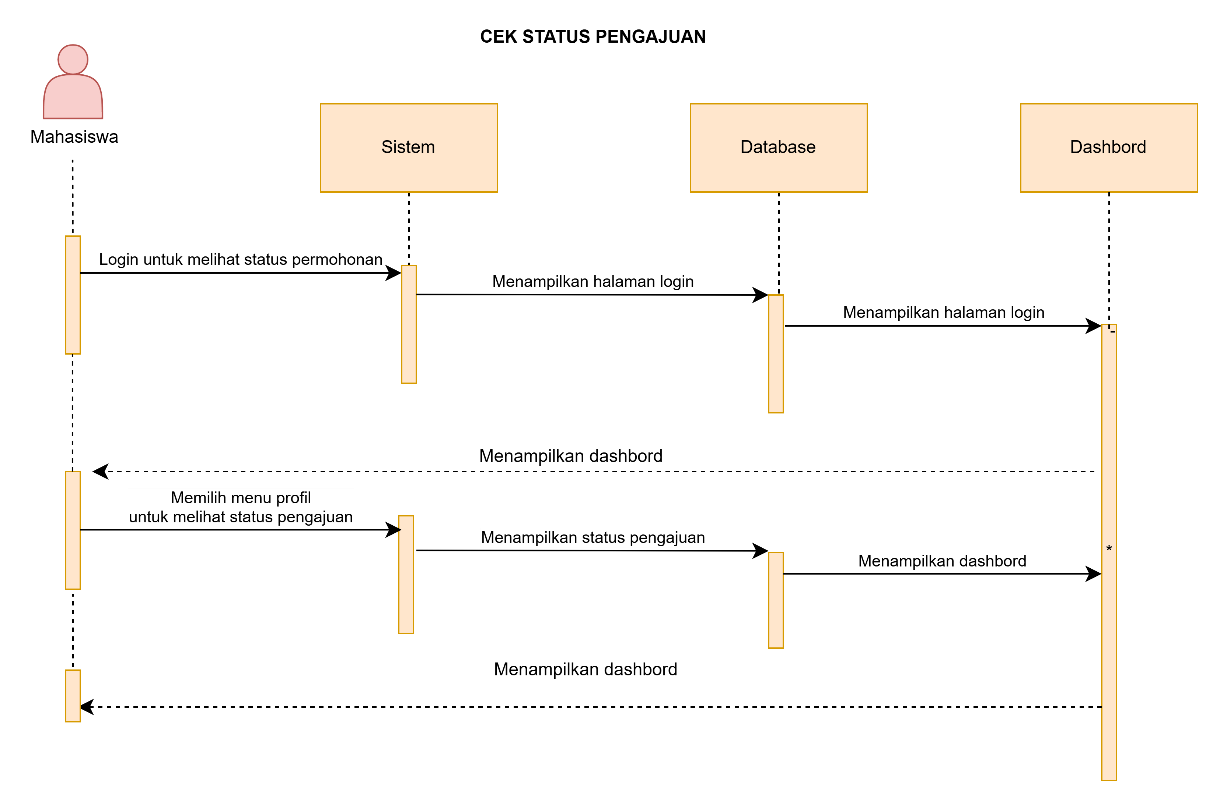 CEK STATUS PENGAJUAN
Mahasiswa
Sistem
Database
Dashbord
Login untuk melihat status permohonan
Menampilkan halaman login
Menampilkan halaman login
Menampilkan dashbord
Memilih menu profil
untuk melihat status pengajuan
Menampilkan status pengajuan
*
Menampilkan dashbord
Menampilkan dashbord